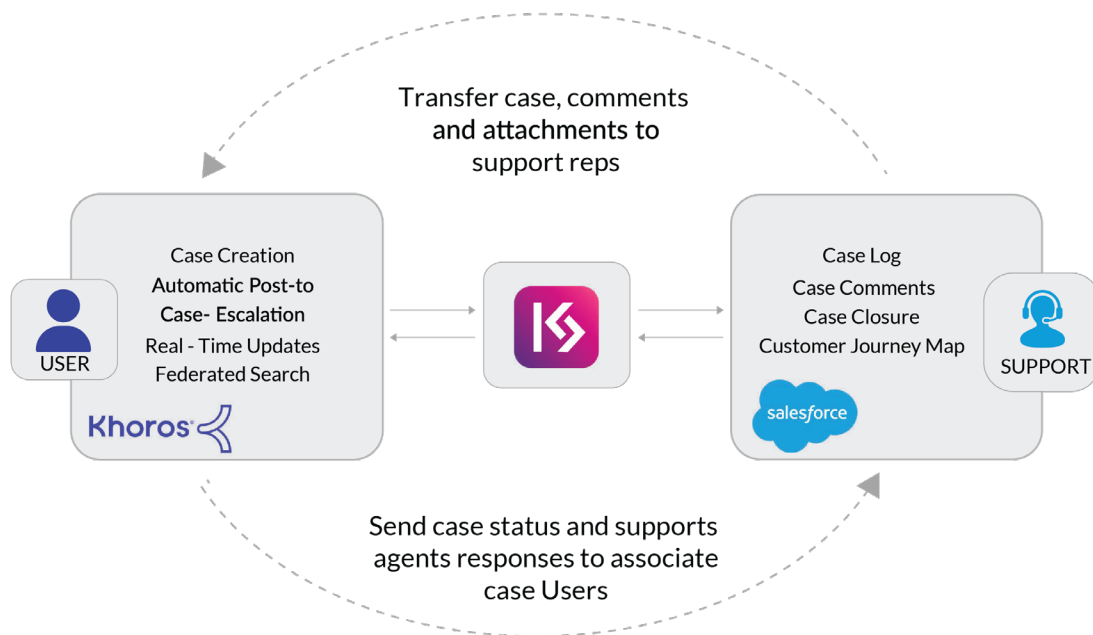 Transfer case, comments
and attachments to
support reps
Case Creation
Automatic Post-to
Case- Escalation
Real - Time Updates
Federated Search
USER
Khoros®
Case Log
Case Comments
Case Closure
Customer Journey Map
SUPPORT
salesforce
Send case status and supports
agents responses to associate
case Users